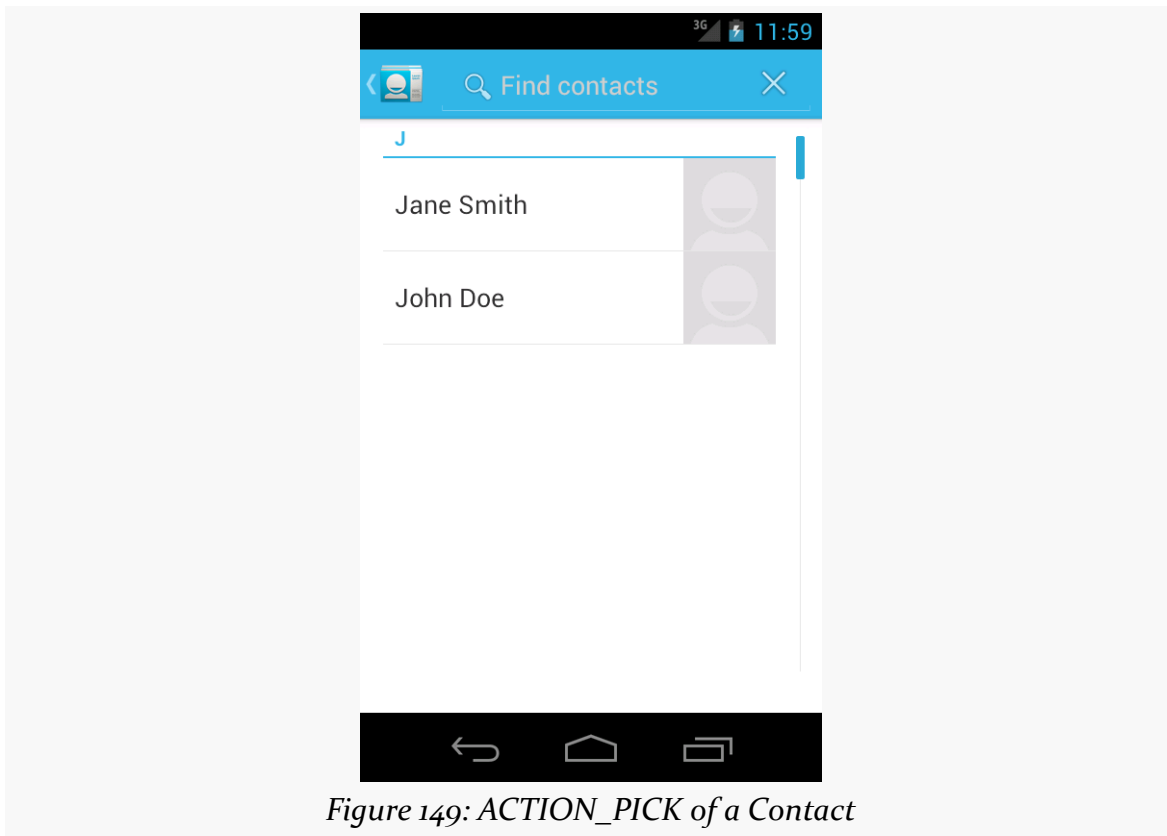 3G 11:59
Find contacts
J
Jane Smith
John Doe
Figure 149: ACTION_PICK of a Contact